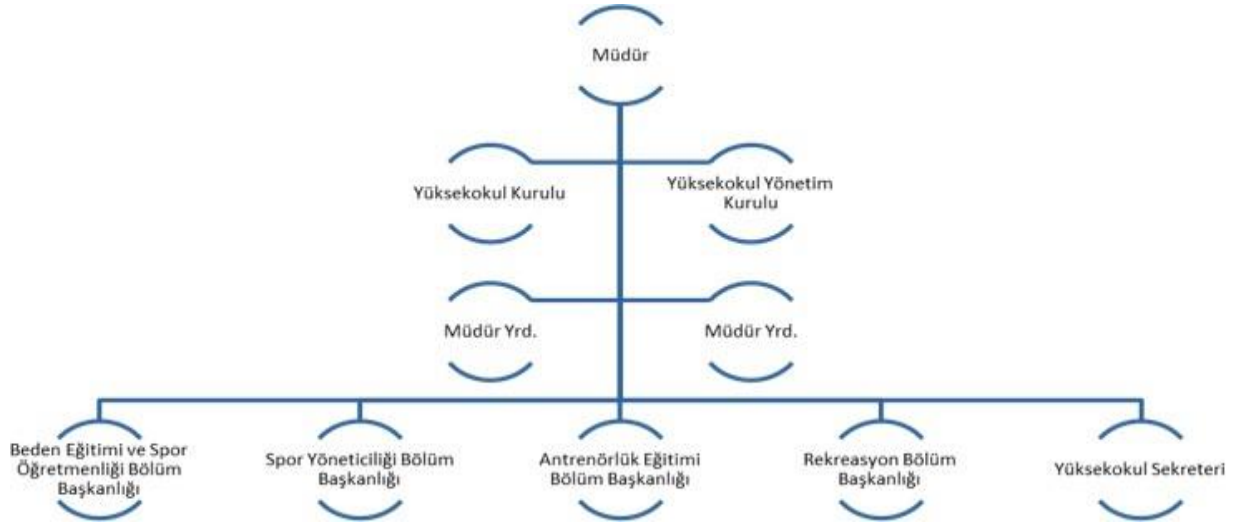 Müdür
Yüksekokul Kurulu
Yüksekokul Yönetim
Kurulu
Müdür Yrd.
Müdür Yrd.
Beden Eğitimi ve Spor
Öğretmenliği Bölüm
Başkanlığı
Spor Yöneticiliği Bölüm
Başkanlığı
Antrenörlük Eğitimi
Bölüm Başkanlığı
Rekreasyon Bölüm
Başkanlığı
Yüksekokul Sekreteri